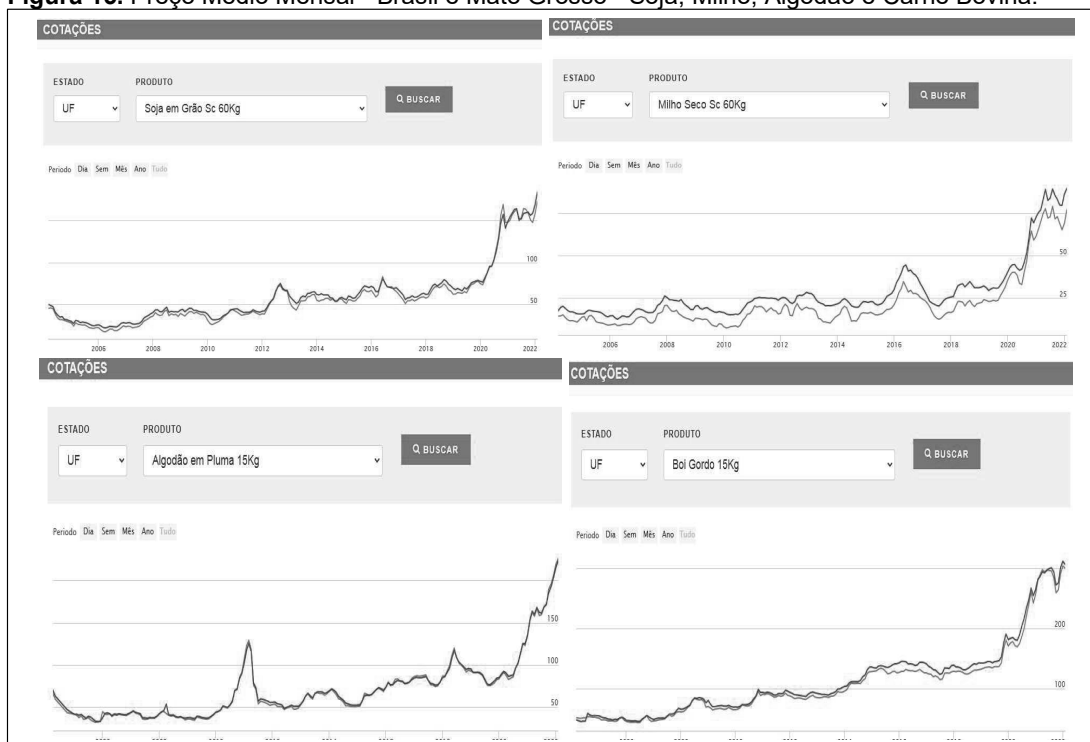 Figura 13. Preço Médio Mensal - Brasil e Mato Grosso - Soja, Milho, Algodão e Carne Bovina.
COTAÇÕES
ESTADO PRODUTO
UF Soja em Grão Sc 60Kg BUSCAR
Periodo Dia Sem Mês Ano Tudo
100
50
2006 2008 2010 2012 2014 2016 2018 2020 2022
COTAÇÕES
ESTADO PRODUTO
UF Milho Seco Sc 60Kg BUSCAR
Periodo Dia Sem Mês Ano Tudo
50
25
2006 2008 2010 2012 2014 2016 2018 2020 2022
COTAÇÕES
ESTADO PRODUTO
UF Algodão em Pluma 15Kg BUSCAR
Periodo Dia Sem Mês Ano Tudo
150
100
50
COTAÇÕES
ESTADO PRODUTO
UF Boi Gordo 15Kg BUSCAR
Periodo Dia Sem Mês Ano Tudo
200
100